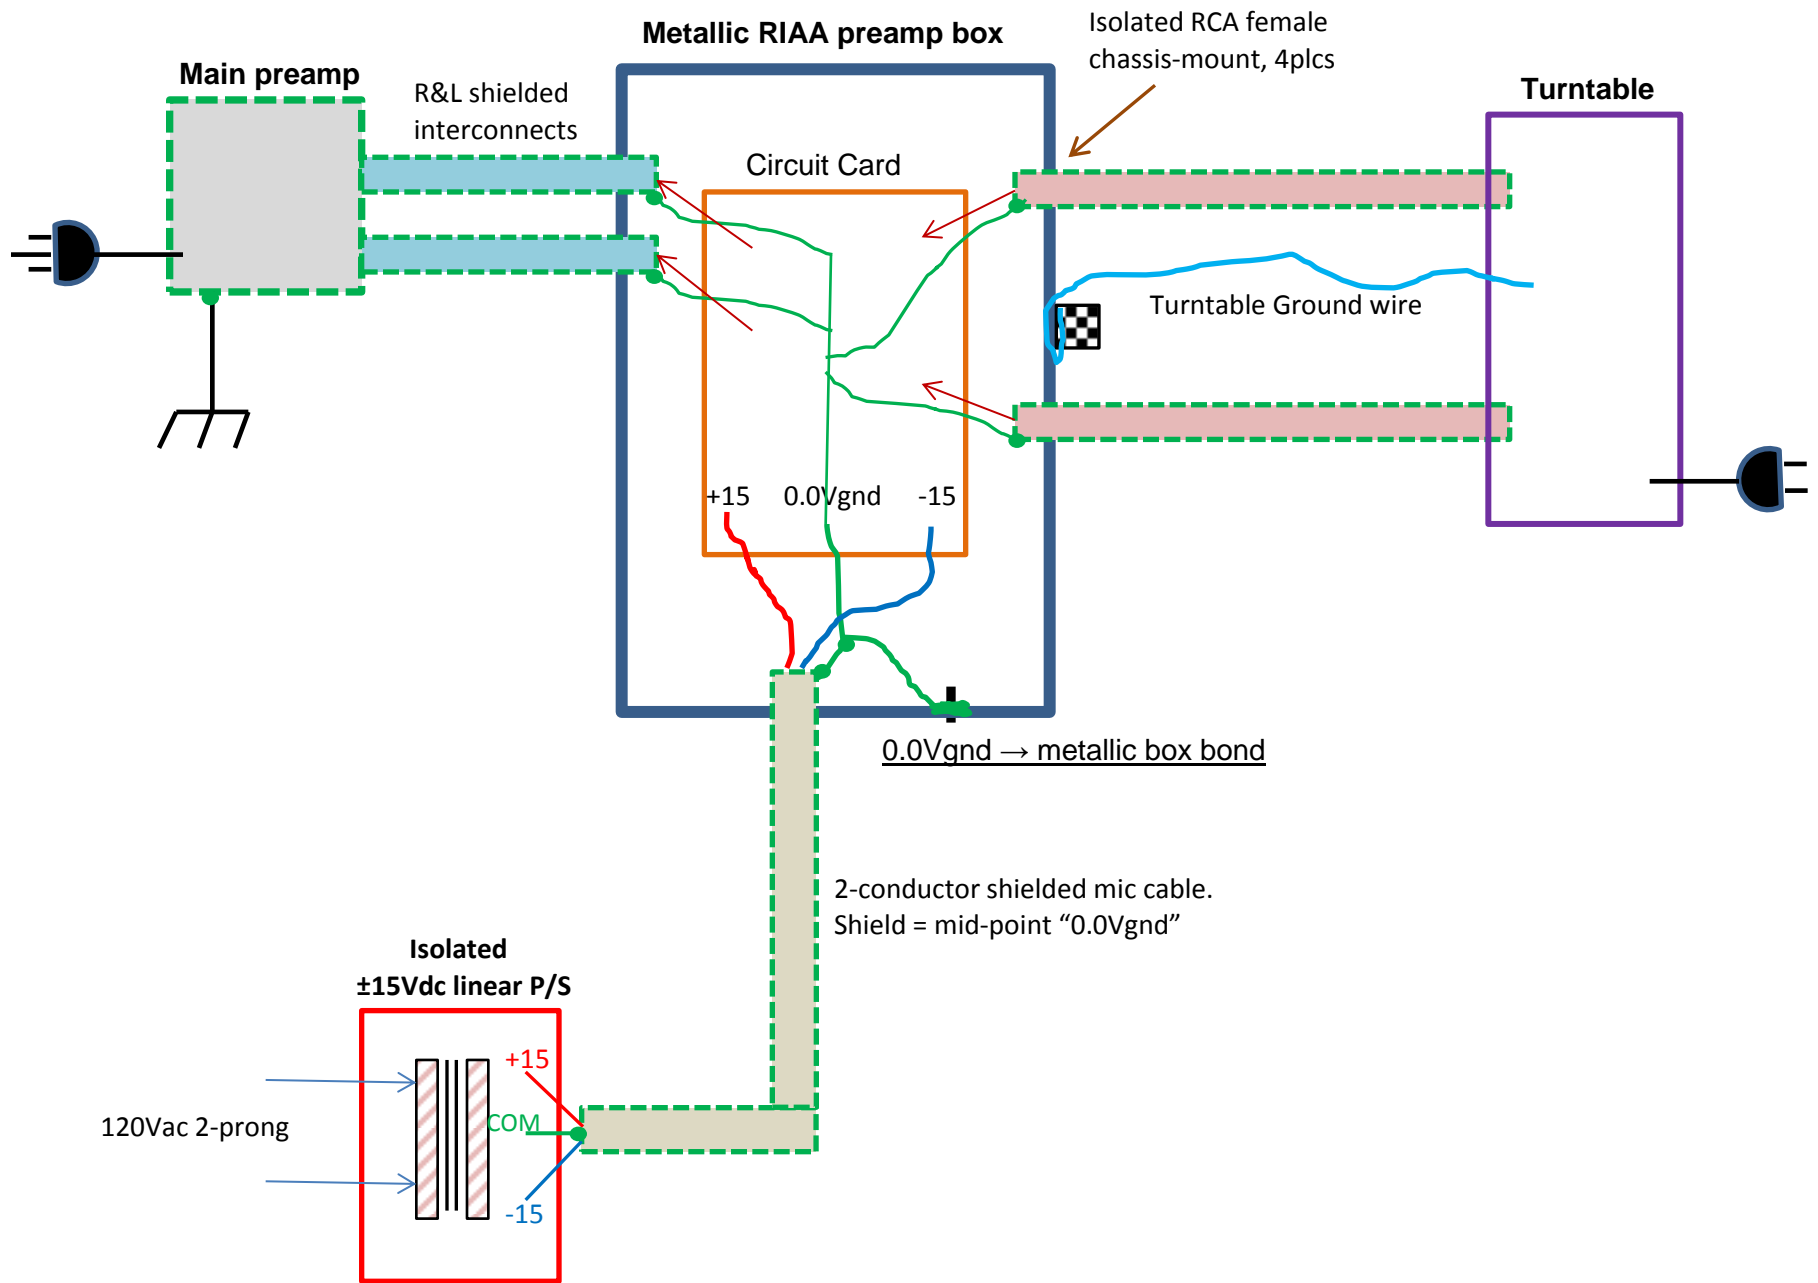 Metallic RIAA preamp box
Isolated RCA female
chassis-mount, 4plcs
Main preamp
R&L shielded
interconnects
Turntable
Circuit Card
Turntable Ground wire
+15 0.0Vgnd -15
0.0Vgnd → metallic box bond
2-conductor shielded mic cable.
Shield = mid-point “0.0Vgnd”
Isolated
±15Vdc linear P/S
+15
120Vac 2-prong
COM
-15